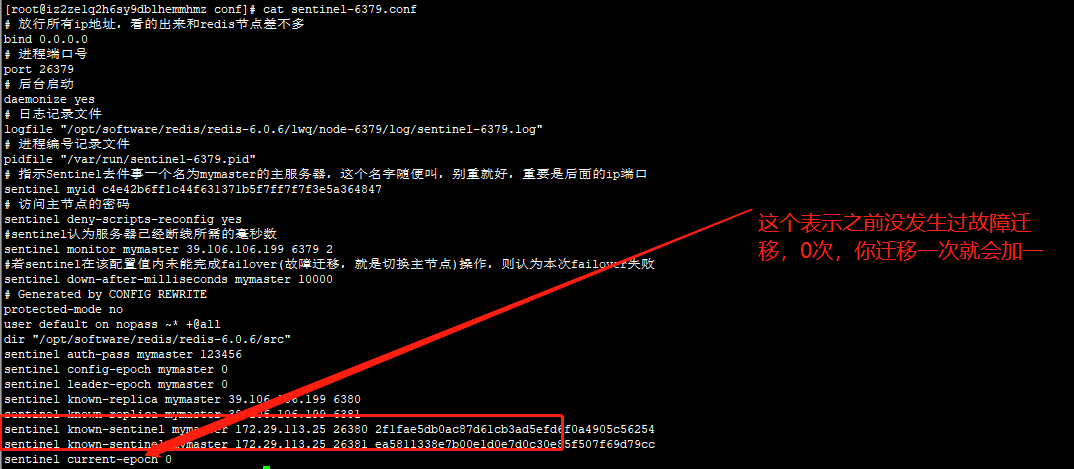 [root@iz2ze1q2h6sy9dblhemmhmz conf]# cat sentinel-6379.conf
# 放行所有ip地址，看的出来和redis节点差不多
bind 0.0.0.0
# 进程端口号
port 26379
# 后台启动
daemonize yes
# 日志记录文件
logfile "/opt/software/redis/redis-6.0.6/lwq/node-6379/log/sentinel-6379.log"
# 进程编号记录文件
pidfile "/var/run/sentinel-6379.pid"
# 指示Sentinel去件事一个名为mymaster的主服务器，这个名字随便叫，别重就好，重要是后面的ip端口
sentinel myid c4e42b6ff1c44f631371b5f7ff7f7f3e5a364847
# 访问主节点的密码
sentinel deny-scripts-reconfig yes
#sentinel认为服务器已经断线所需的毫秒数
sentinel monitor mymaster 39.106.106.199 6379 2
#若sentinel在该配置值内未能完成failover(故障迁移，就是切换主节点)操作，则认为本次failover失败
sentinel down-after-milliseconds mymaster 10000
# Generated by CONFIG REWRITE
protected-mode no
user default on nopass ~* +@all
dir "/opt/software/redis/redis-6.0.6/src"
sentinel auth-pass mymaster 123456
sentinel config-epoch mymaster 0
sentinel leader-epoch mymaster 0
sentinel known-replica mymaster 39.106.106.199 6380
sentinel known-replica mymaster 39.106.106.199 6381
sentinel known-sentinel mymaster 172.29.113.25 26380 2f1fae5db0ac87d61cb3ad5efd6f0a4905c56254
sentinel known-sentinel mymaster 172.29.113.25 26381 ea5811338e7b00e1d0e7d0c30e85f507f69d79cc
sentinel current-epoch 0
这个表示之前没发生过故障迁
移，0次，你迁移一次就会加一